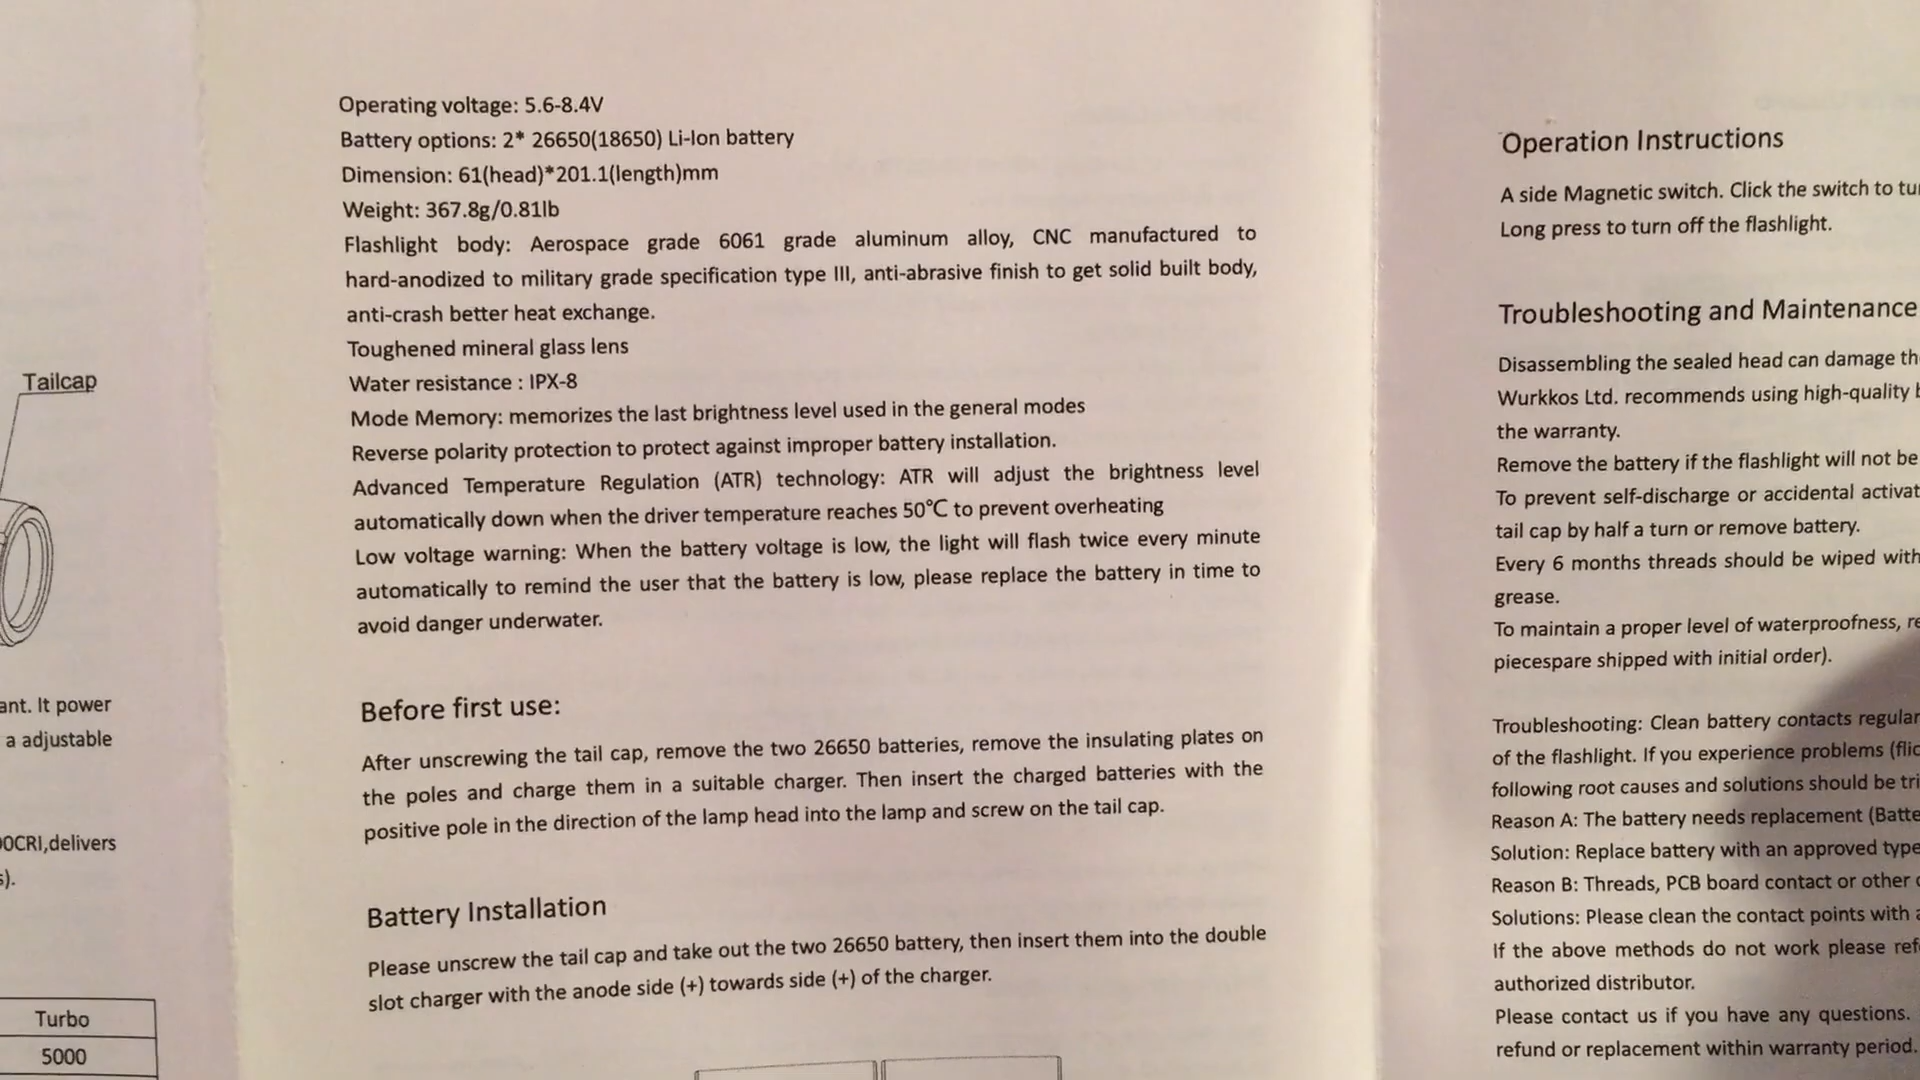 Tailcap
ant. It power
a adjustable
0CRI,delivers
s).
Turbo
5000
Operating voltage: 5.6-8.4V
Battery options: 2* 26650(18650) Li-Ion battery
Dimension: 61(head)*201.1(length)mm
Weight: 367.8g/0.81lb
Flashlight body: Aerospace grade 6061 grade aluminum alloy, CNC manufactured to
hard-anodized to military grade specification type III, anti-abrasive finish to get solid built body,
anti-crash better heat exchange.
Toughened mineral glass lens
Water resistance : IPX-8
Mode Memory: memorizes the last brightness level used in the general modes
Reverse polarity protection to protect against improper battery installation.
Advanced Temperature Regulation (ATR) technology: ATR will adjust the brightness level
automatically down when the driver temperature reaches 50℃ to prevent overheating
Low voltage warning: When the battery voltage is low, the light will flash twice every minute
automatically to remind the user that the battery is low, please replace the battery in time to
avoid danger underwater.
Before first use:
After unscrewing the tail cap, remove the two 26650 batteries, remove the insulating plates on
the poles and charge them in a suitable charger. Then insert the charged batteries with the
positive pole in the direction of the lamp head into the lamp and screw on the tail cap.
Battery Installation
Please unscrew the tail cap and take out the two 26650 battery, then insert them into the double
slot charger with the anode side (+) towards side (+) of the charger.
Operation Instructions
A side Magnetic switch. Click the switch to tu
Long press to turn off the flashlight.
Troubleshooting and Maintenance
Disassembling the sealed head can damage th
Wurkkos Ltd. recommends using high-quality b
the warranty.
Remove the battery if the flashlight will not be
To prevent self-discharge or accidental activat
tail cap by half a turn or remove battery.
Every 6 months threads should be wiped with
grease.
To maintain a proper level of waterproofness, re
piecespare shipped with initial order).
Troubleshooting: Clean battery contacts regular
of the flashlight. If you experience problems (flic
following root causes and solutions should be tri
Reason A: The battery needs replacement (Batte
Solution: Replace battery with an approved type
Reason B: Threads, PCB board contact or other
Solutions: Please clean the contact points with a
If the above methods do not work please ref
authorized distributor.
Please contact us if you have any questions.
refund or replacement within warranty period.